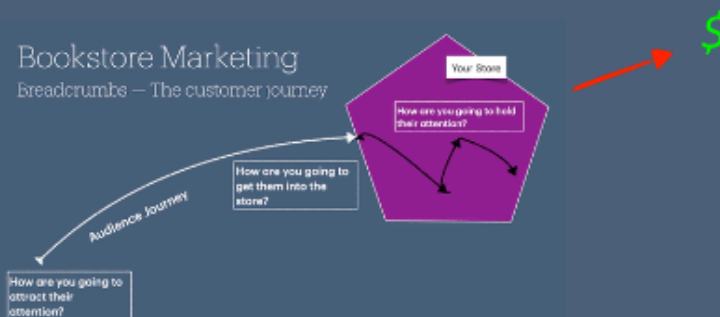 Bookstore Marketing
Breadcrumbs — The customer journey
Your Store
How are you going to hold
their attention?
How are you going to
get them into the
store?
Audience Journey
How are you going to
attract their
attention?
$